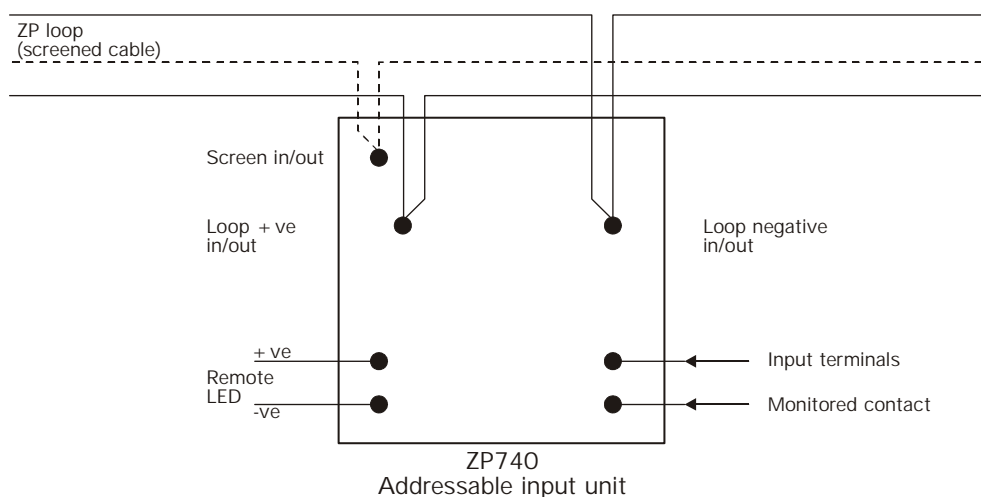 ZP loop
(screened cable)
Screen in/out
Loop + ve
in/out
Loop negative
in/out
+ ve
Remote
LED
-ve
Input terminals
Monitored contact
ZP740
Addressable input unit